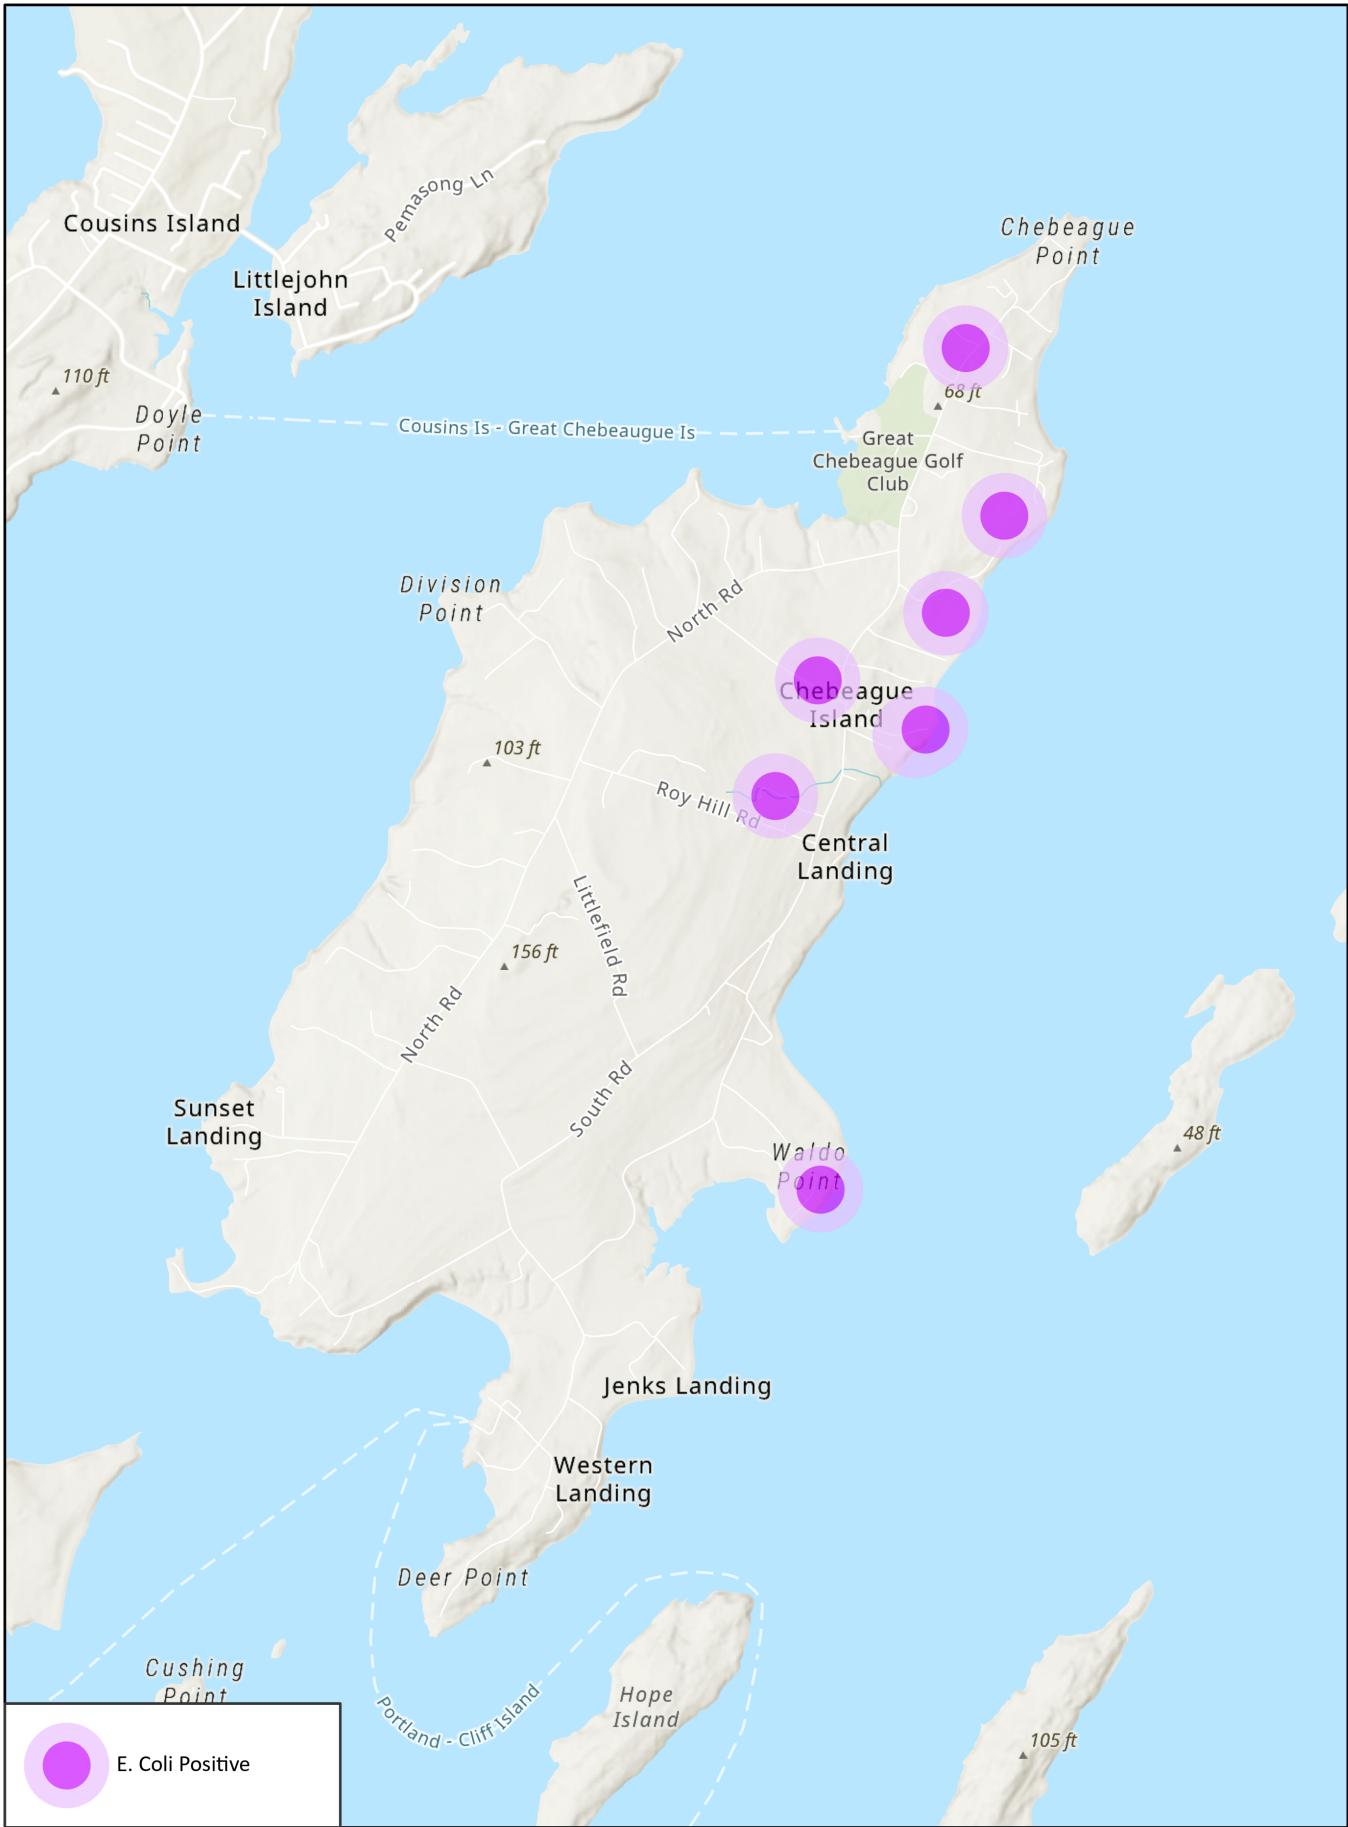 Pemasong Ln
Cousins Island
Chebeague
Point
Littlejohn
Island
110 ft
68 ft
Doyle
Point
Cousins Is - Great Chebeaugue Is
Great
Chebeague Golf
Club
Division
Point
North Rd
Chebeague
Island
103 ft
Roy Hill Rd
Central
Landing
Littlefield Rd
156 ft
North Rd
South Rd
Sunset
Landing
48 ft
Waldo
Point
Jenks Landing
Western
Landing
Deer Point
Cushing
Point
Portland - Cliff Island
Hope
Island
105 ft
E. Coli Positive